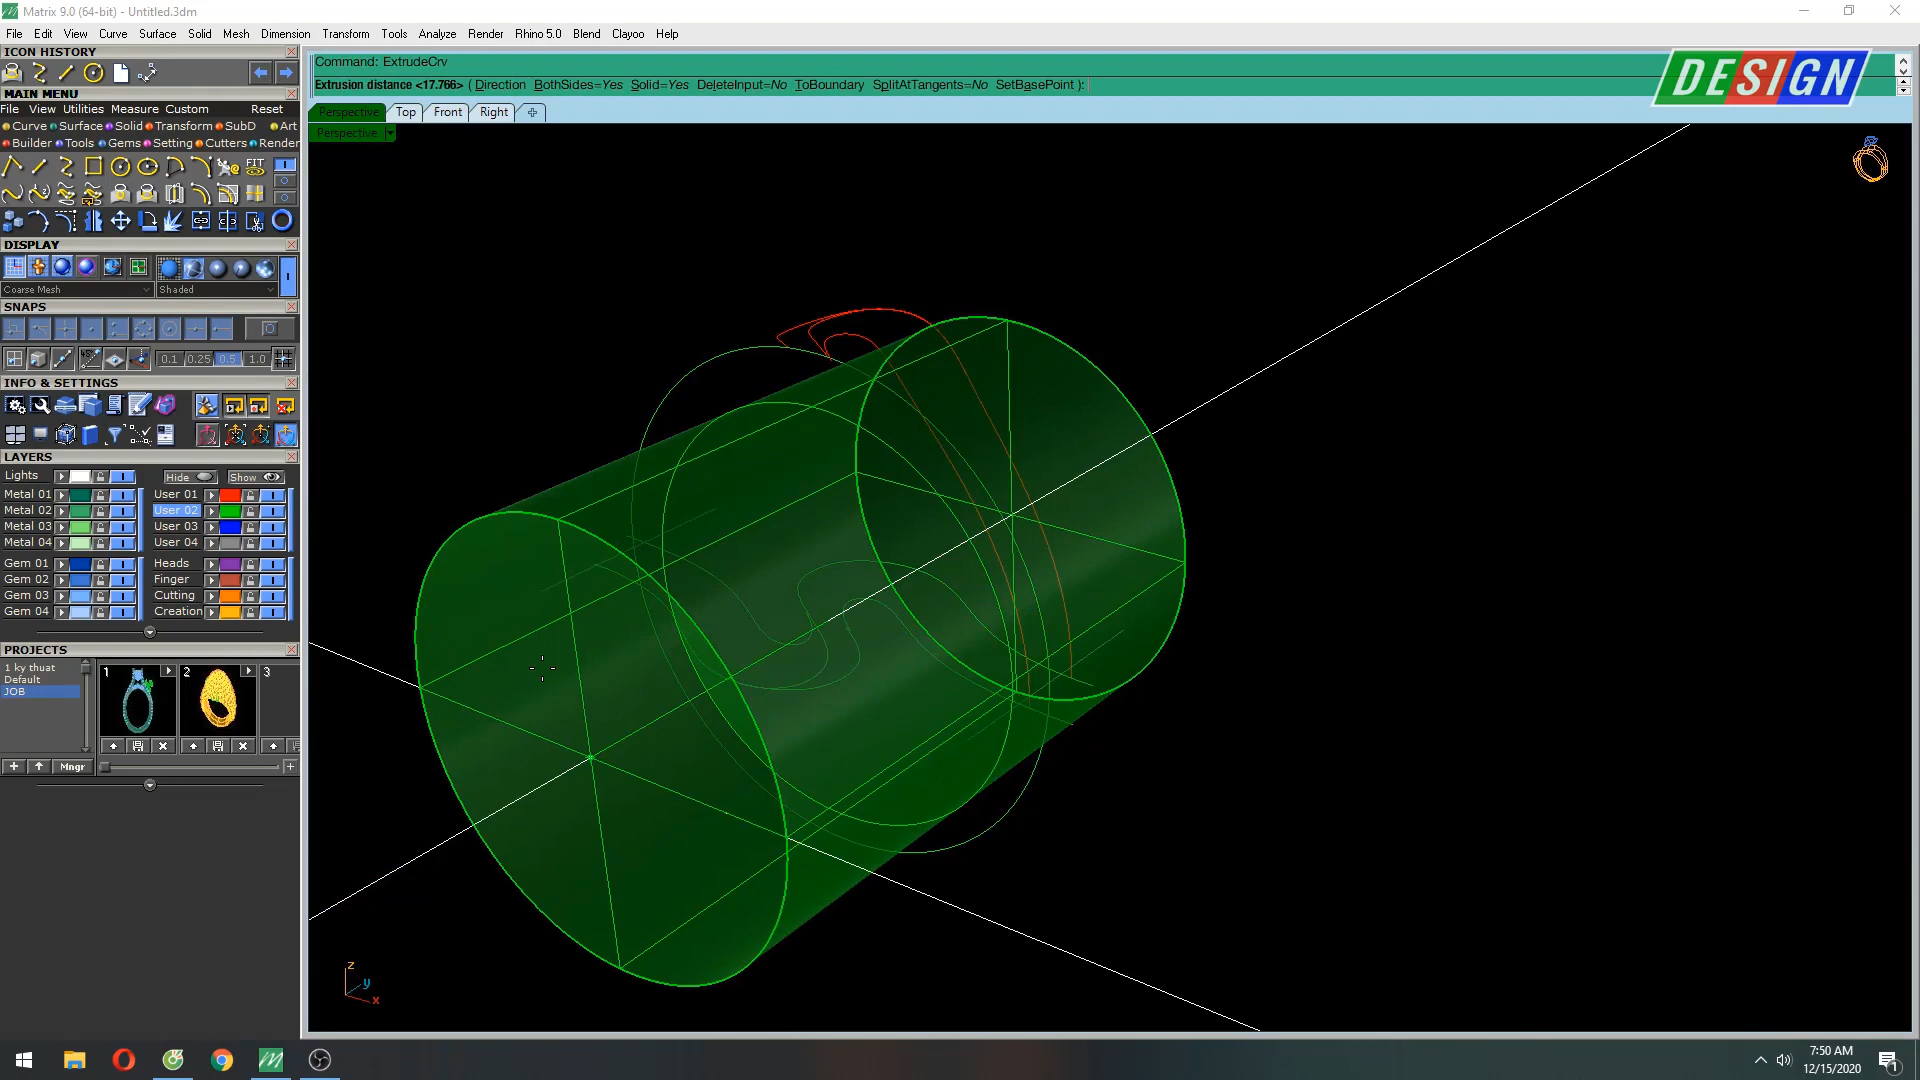 Matrix 9.0 (64-bit) - Untitled.3dm
File Edit View Curve Surface Solid Mesh Dimension Transform Tools Analyze Render Rhino 5.0 Blend Clayoo Help
ICON HISTORY
MAIN MENU
File View Utilities Measure Custom Reset
Curve Surface Solid Transform SubD Art
Builder Tools Gems Setting Cutters Render
FIT
DISPLAY
Coarse Mesh Shaded
SNAPS
0.1 0.25 0.5 1.0
INFO & SETTINGS
LAYERS
Lights Hide Show
Metal 01 User 01
Metal 02 User 02
Metal 03 User 03
Metal 04 User 04
Gem 01 Heads
Gem 02 Finger
Gem 03 Cutting
Gem 04 Creation
PROJECTS
1 ky thuat
Default
JOB
1 2 3
Mngr
Command: ExtrudeCrv
Extrusion distance <17.766> ( Direction BothSides=Yes Solid=Yes DeleteInput=No ToBoundary SplitAtTangents=No SetBasePoint ):
DESIGN
Perspective Top Front Right
Perspective
z
y
x
7:50 AM
12/15/2020
1